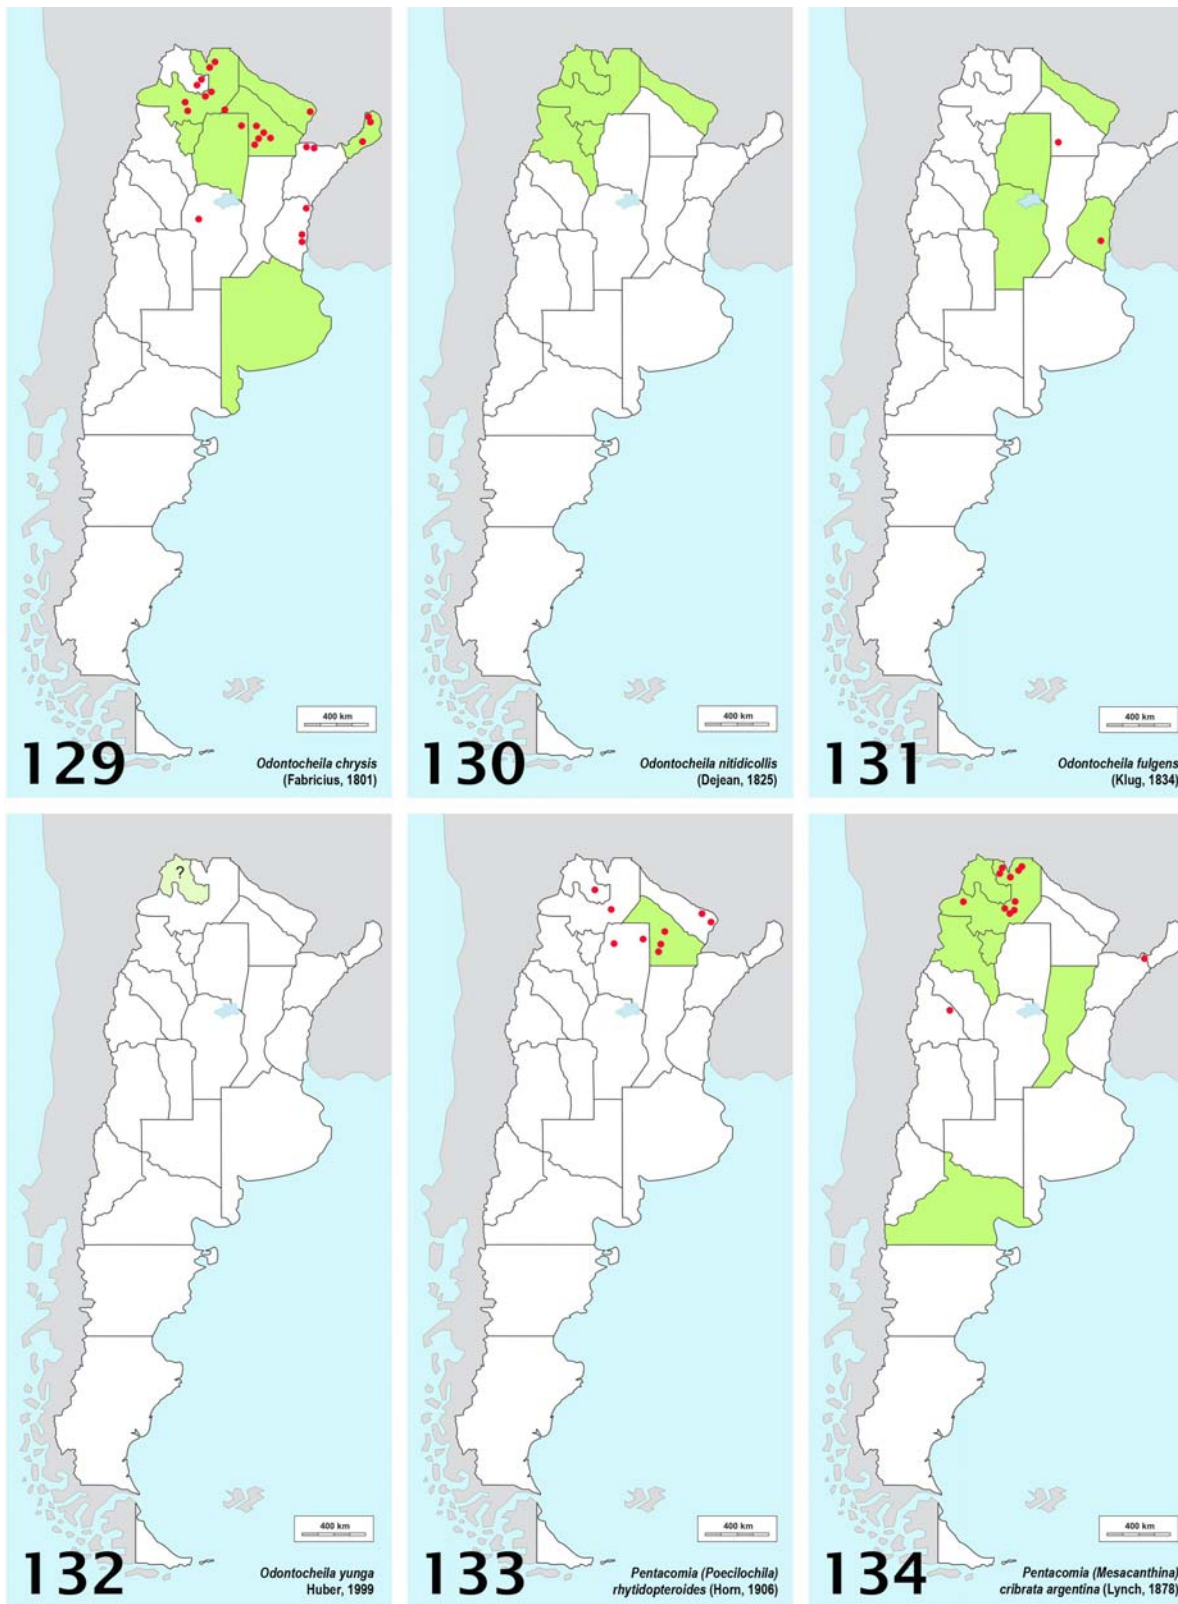 400 km
129
Odontocheila chrysis
(Fabricius, 1801)
400 km
130
Odontocheila nitidicollis
(Dejean, 1825)
400 km
131
Odontocheila fulgens
(Klug, 1834)
?
400 km
132
Odontocheila yunga
Huber, 1999
400 km
133
Pentacomia (Poecilochila)
rhytidopteroides (Horn, 1906)
400 km
134
Pentacomia (Mesacanthina)
cribrata argentina (Lynch, 1878)